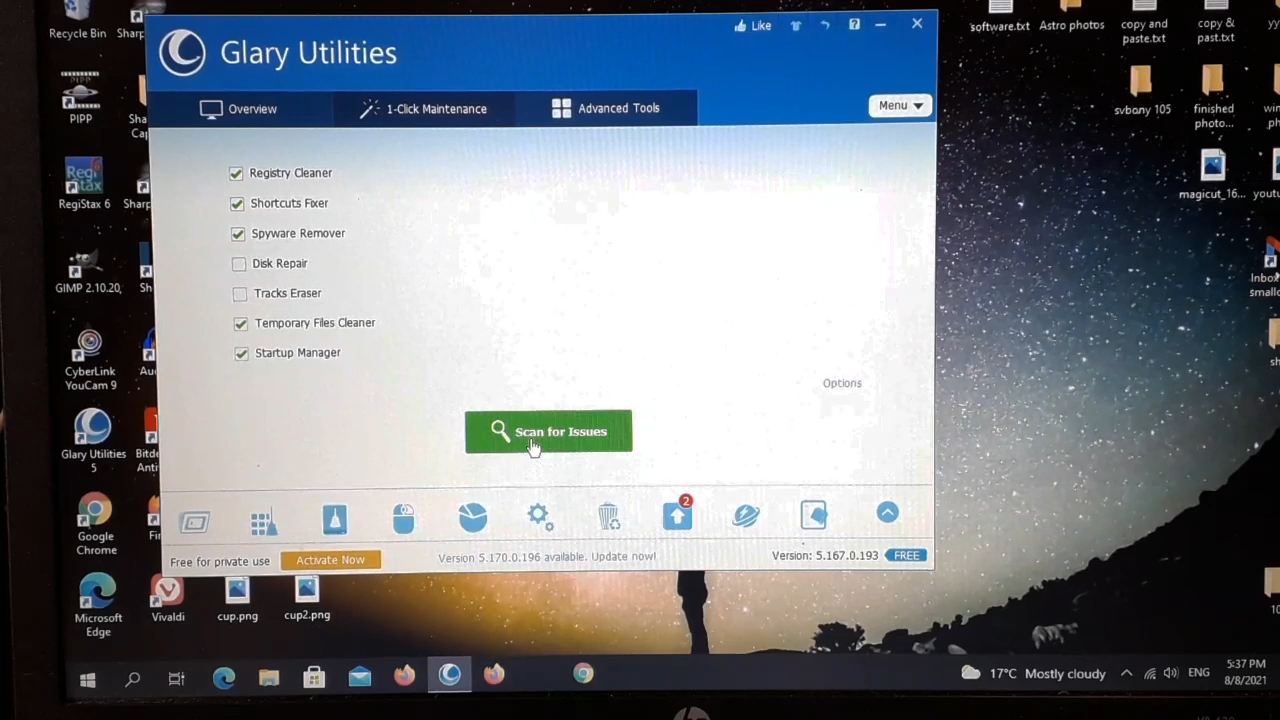 Recycle Bin
Like
?
Glary Utilities
software.txt
Astro photos
copy and
paste.txt
copy &
past.txt
Overview
1-Click Maintenance
Advanced Tools
Menu
PIPP
svbony 105
finished
photo...
Registry Cleaner
Shortcuts Fixer
Spyware Remover
Disk Repair
Tracks Eraser
Temporary Files Cleaner
Startup Manager
Options
Scan for Issues
RegiStax 6
magicut_16...
GIMP 2.10.20,
CyberLink
YouCam 9
Glary Utilities
5
Google
Chrome
2
Free for private use
Activate Now
Version 5.170.0.196 available. Update now!
Version: 5.167.0.193
FREE
Microsoft
Edge
Vivaldi
cup.png
cup2.png
17°C Mostly cloudy
ENG
5:37 PM
8/8/2021
hp